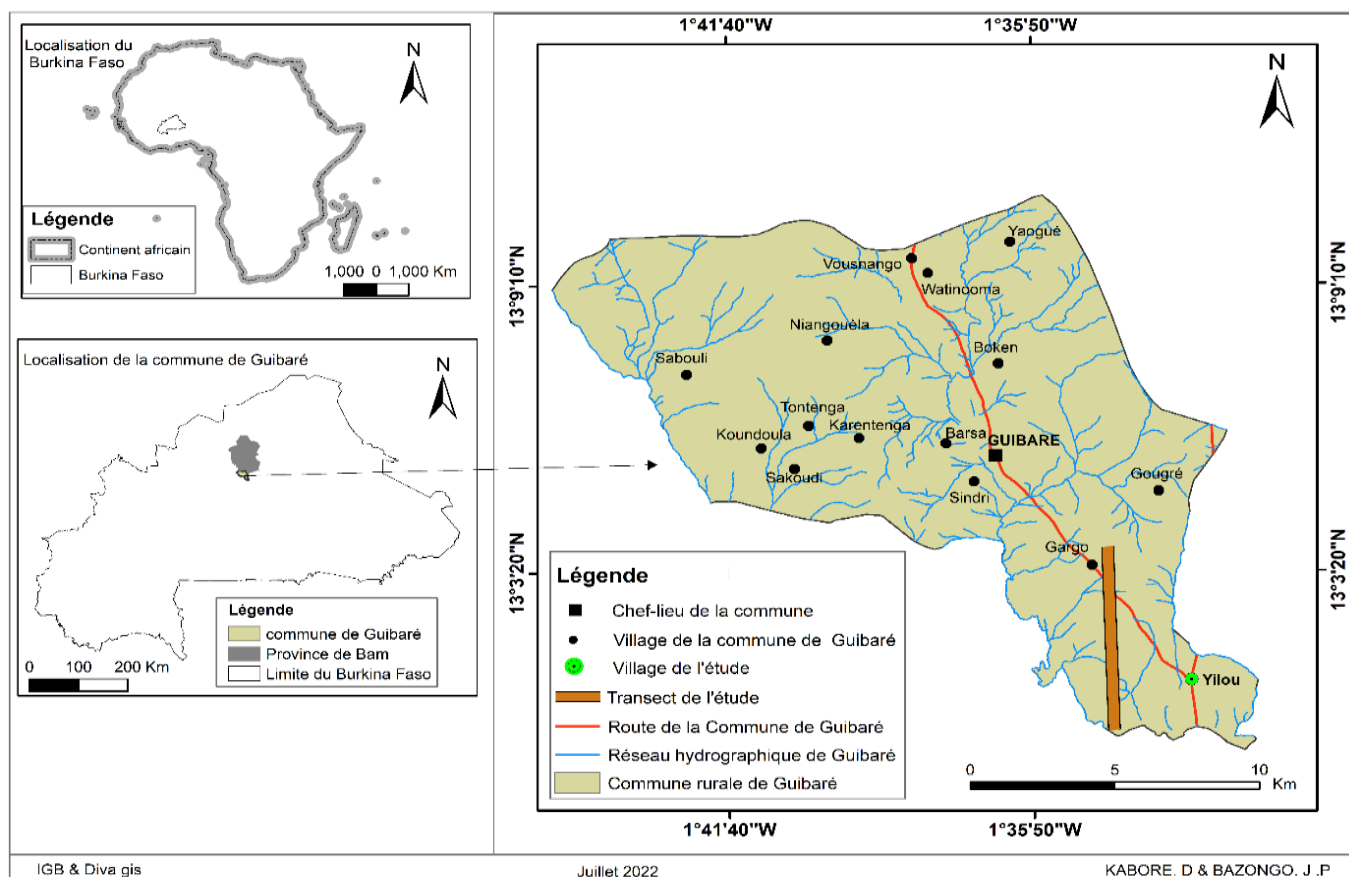 Localisation du
Burkina Faso
N
Légende
Continent africain
Burkina Faso
1,000 0 1,000 Km
Localisation de la commune de Guibaré
N
Légende
commune de Guibaré
Province de Bam
Limite du Burkina Faso
0 100 200 Km
1°41'40"W
1°35'50"W
N
13°9'10"N
13°9'10"N
Yaogué
Vousnango
Watinooma
Niangouèla
Boken
Sabouli
Tontenga
Karentenga
Koundoula
Barsa
GUIBARE
Sakoudi
Sindri
Gougré
Gargo
13°3'20"N
13°3'20"N
Yilou
Légende
Chef-lieu de la commune
Village de la commune de Guibaré
Village de l'étude
Transect de l'étude
Route de la Commune de Guibaré
Réseau hydrographique de Guibaré
Commune rurale de Guibaré
0 5 10
Km
1°41'40"W
1°35'50"W
IGB & Diva gis
Juillet 2022
KABORE. D & BAZONGO. J .P